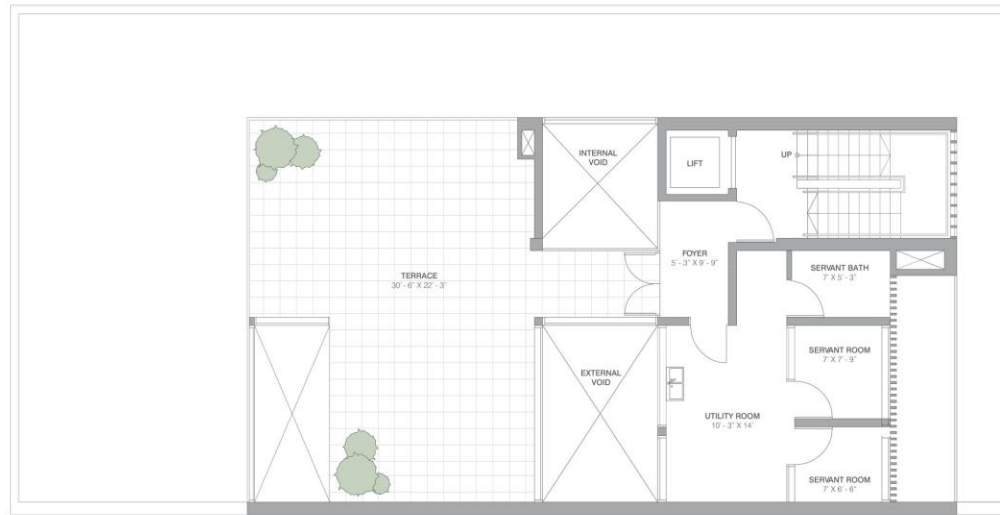 INTERNAL
VOID
LIFT
UP
FOYER
5' - 3" X 9' - 9"
SERVANT BATH
7' X 5' - 3"
TERRACE
30' - 6" X 22' - 3"
SERVANT ROOM
7' X 7' - 9"
EXTERNAL
VOID
UTILITY ROOM
10' - 3" X 14'
SERVANT ROOM
7' X 6' - 6"